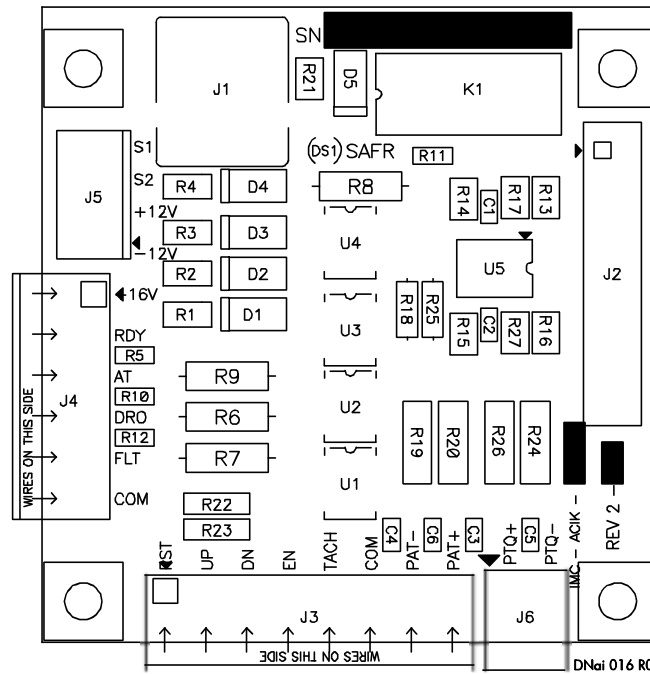 SN
J1
R21
D5
K1
(DS1) SAFR
R11
S1
S2
+12V
-12V
J5
R4
D4
R8
R14
C1
R17
R13
R3
D3
U4
U5
J2
R2
D2
-16V
R1
D1
U3
R18
R25
R15
C2
R27
R16
RDY
R5
AT
R10
DRO
R12
FLT
COM
J4
WIRES ON THIS SIDE
R9
R6
R7
U2
U1
R19
R20
R26
R24
R22
R23
IMC - ACIK -
REV 2 -
RST
UP
DN
EN
TACH
COM
C4
PAT-
C6
PAT+
C3
PTQ+
C5
PTQ-
J3
J6
WIRES ON THIS SIDE
DNai 016 R0